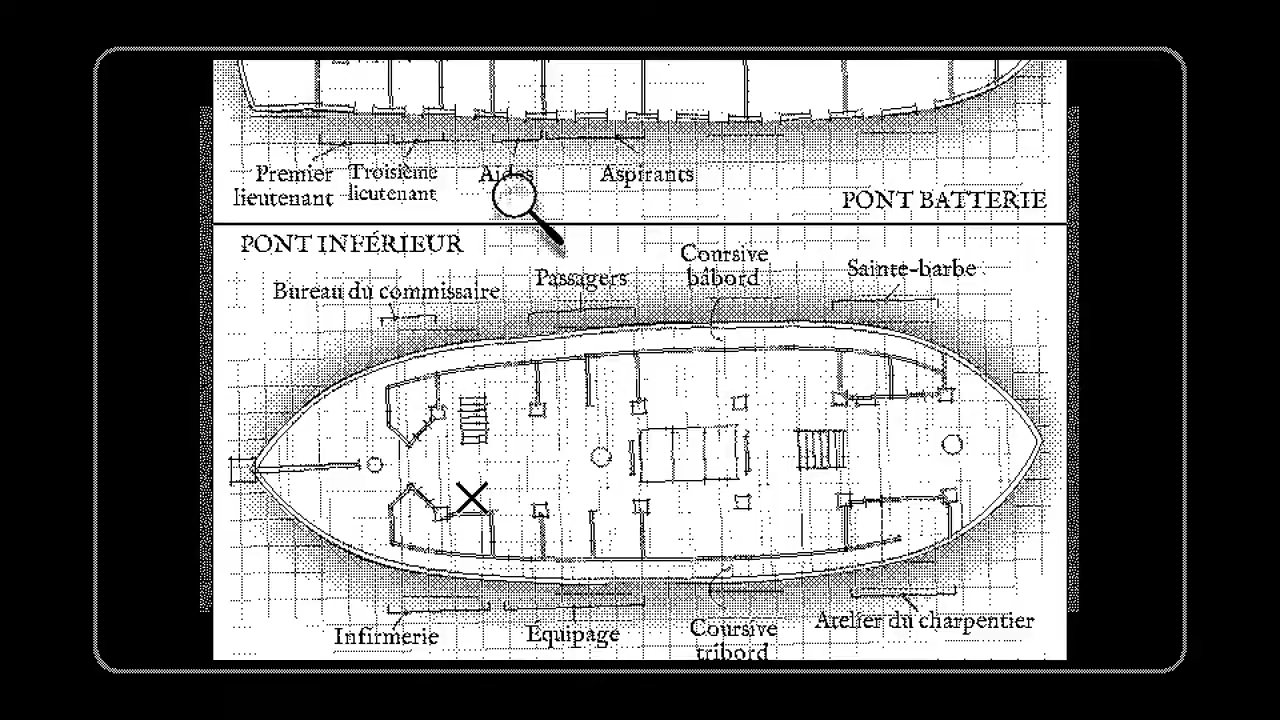 Premier
lieutenant
Troisième
lieutenant
Aides
Aspirants
PONT BATTERIE
PONT INFÉRIEUR
Bureau du commissaire
Passagers
Coursive
bâbord
Sainte-barbe
Infirmerie
Équipage
Coursive
tribord
Atelier du charpentier